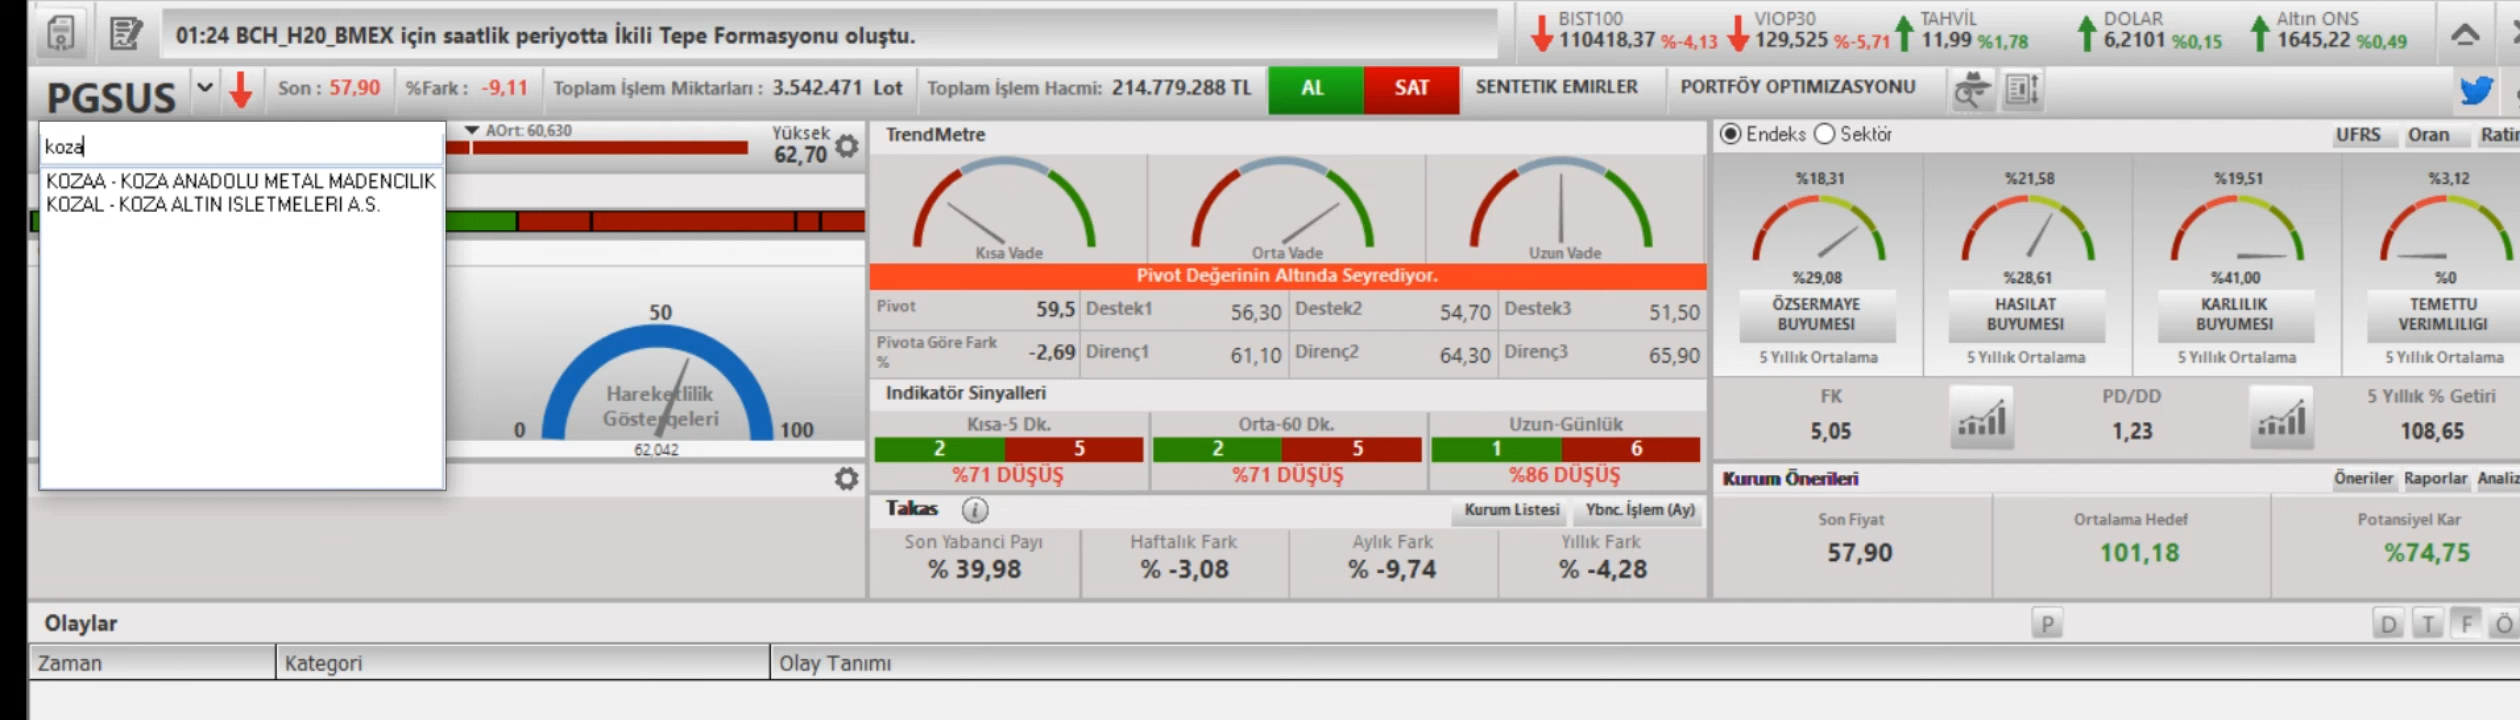 01:24 BCH_H20_BMEX için saatlik periyotta İkili Tepe Formasyonu oluştu.
BIST100 110418,37 %-4,13
VIOP30 129,525 %-5,71
TAHVİL 11,99 %1,78
DOLAR 6,2101 %0,15
Altın ONS 1645,22 %0,49
PGSUS
Son : 57,90
%Fark : -9,11
Toplam İşlem Miktarları : 3.542.471 Lot
Toplam İşlem Hacmi: 214.779.288 TL
AL
SAT
SENTETIK EMIRLER
PORTFÖY OPTIMIZASYONU
koza
KOZAA - KOZA ANADOLU METAL MADENCILIK
KOZAL - KOZA ALTIN ISLETMELERI A.S.
AOrt: 60,630
Yüksek
62,70
50
0
100
Hareketlilik
Göstergeleri
62,042
TrendMetre
Kısa Vade
Orta Vade
Uzun Vade
Pivot Değerinin Altında Seyrediyor.
Pivot 59,5 Destek1 56,30 Destek2 54,70 Destek3 51,50
Pivota Göre Fark % -2,69 Direnç1 61,10 Direnç2 64,30 Direnç3 65,90
Indikatör Sinyalleri
Kısa-5 Dk. Orta-60 Dk. Uzun-Günlük
2 5 2 5 1 6
%71 DÜŞÜŞ %71 DÜŞÜŞ %86 DÜŞÜŞ
Takas i Kurum Listesi Ybnc. İşlem (Ay)
Son Yabanci Payı Haftalık Fark Aylık Fark Yıllık Fark
% 39,98 % -3,08 % -9,74 % -4,28
Endeks Sektör UFRS Oran
%18,31 %21,58 %19,51 %3,12
%29,08 %28,61 %41,00 %0
ÖZSERMAYE HASILAT KARLILIK TEMETTU
BUYUMESI BUYUMESI BUYUMESI VERIMLILIGI
5 Yıllık Ortalama 5 Yıllık Ortalama 5 Yıllık Ortalama 5 Yıllık Ortalama
FK PD/DD 5 Yıllık % Getiri
5,05 1,23 108,65
Kurum Önerileri Öneriler Raporlar
Son Fiyat Ortalama Hedef Potansiyel Kar
57,90 101,18 %74,75
Olaylar P D T F Ö
Zaman Kategori Olay Tanımı